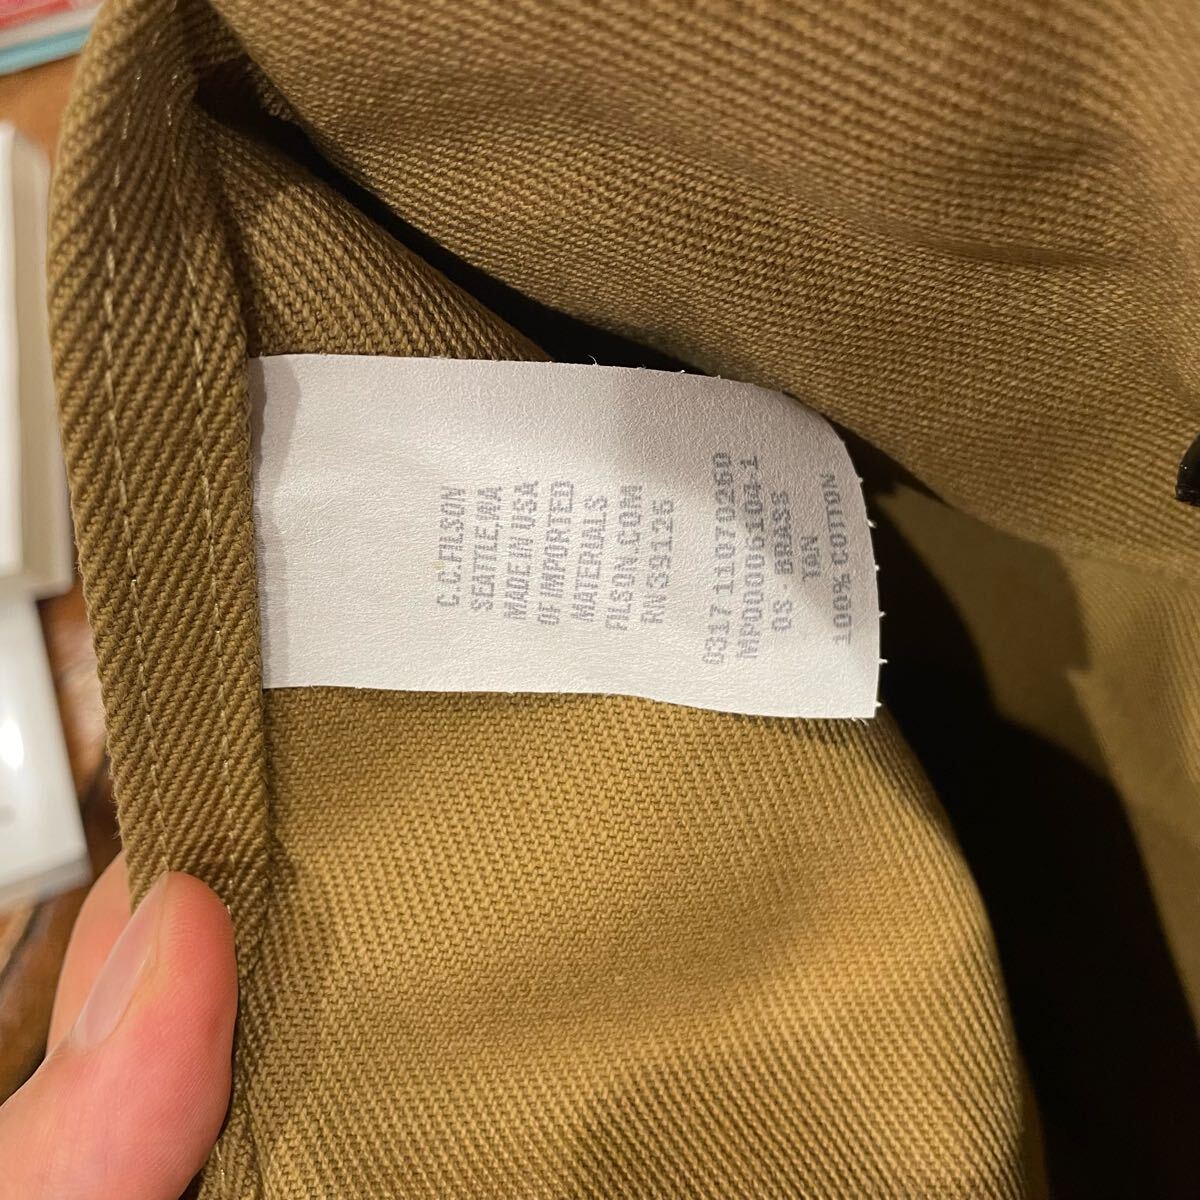 C.C.FILSON
SEATTLE,WA
MADE IN USA
OF IMPORTED
MATERIALS
FILSON.COM
RN 39126
0317 11070260
MP00006104-1
OS - BRASS
TAN
100% COTTON